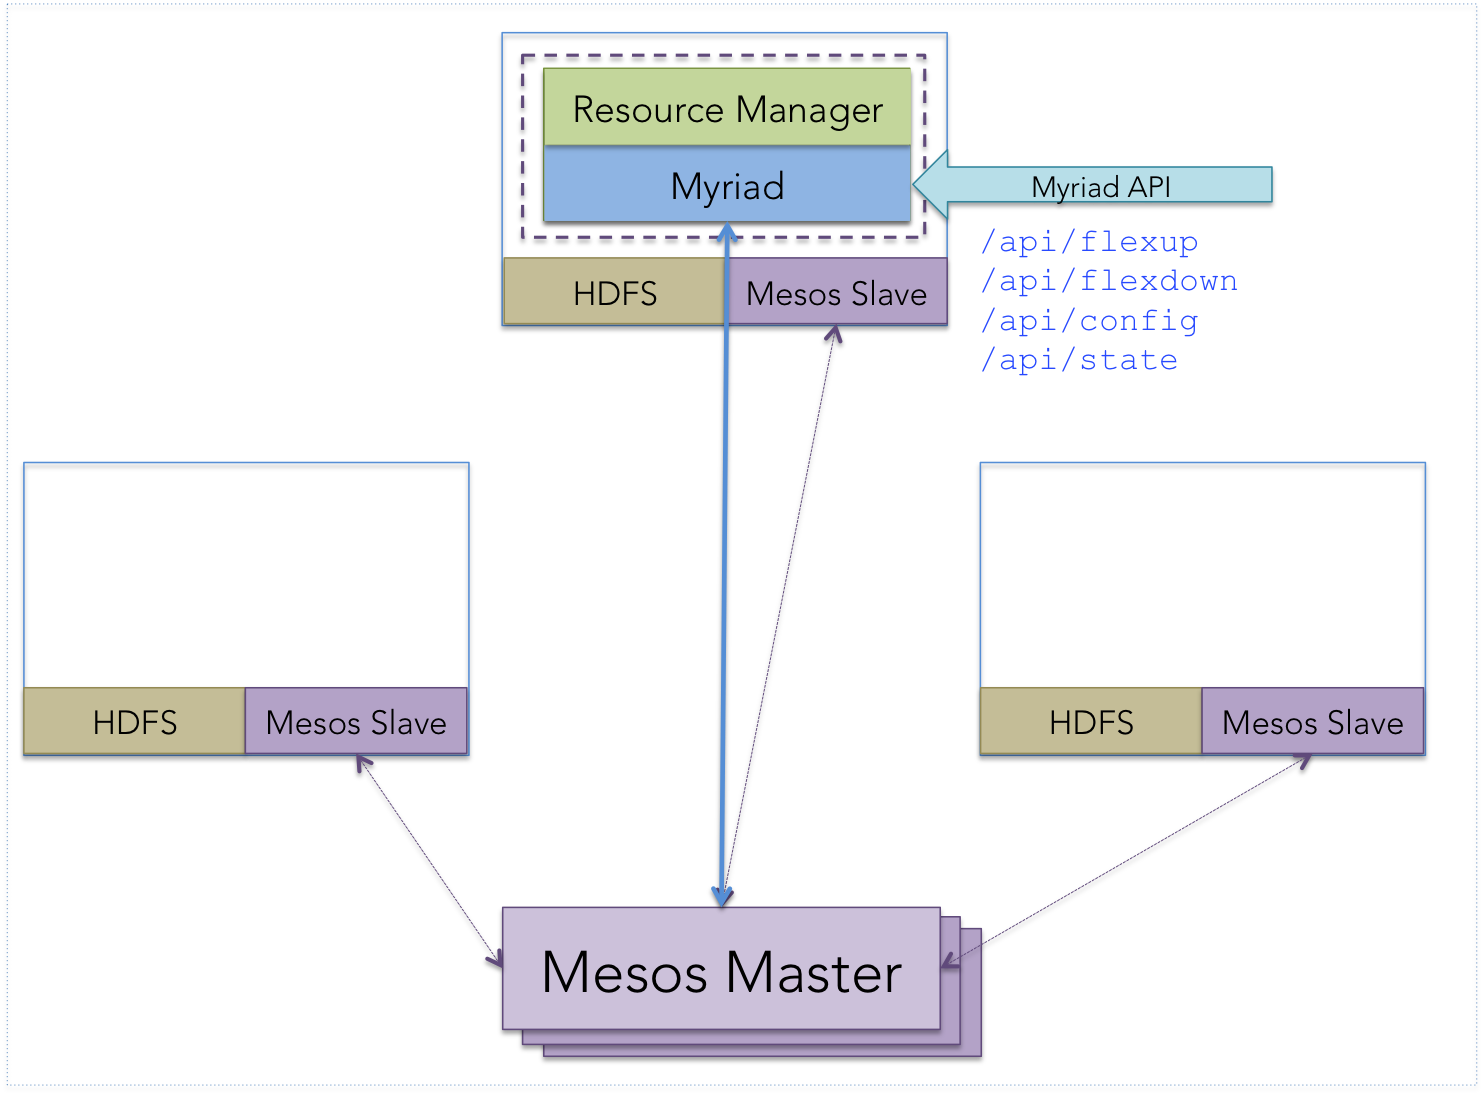 Resource Manager
Myriad
Myriad API
/api/flexup
/api/flexdown
/api/config
/api/state
HDFS
Mesos Slave
HDFS
Mesos Slave
HDFS
Mesos Slave
Mesos Master